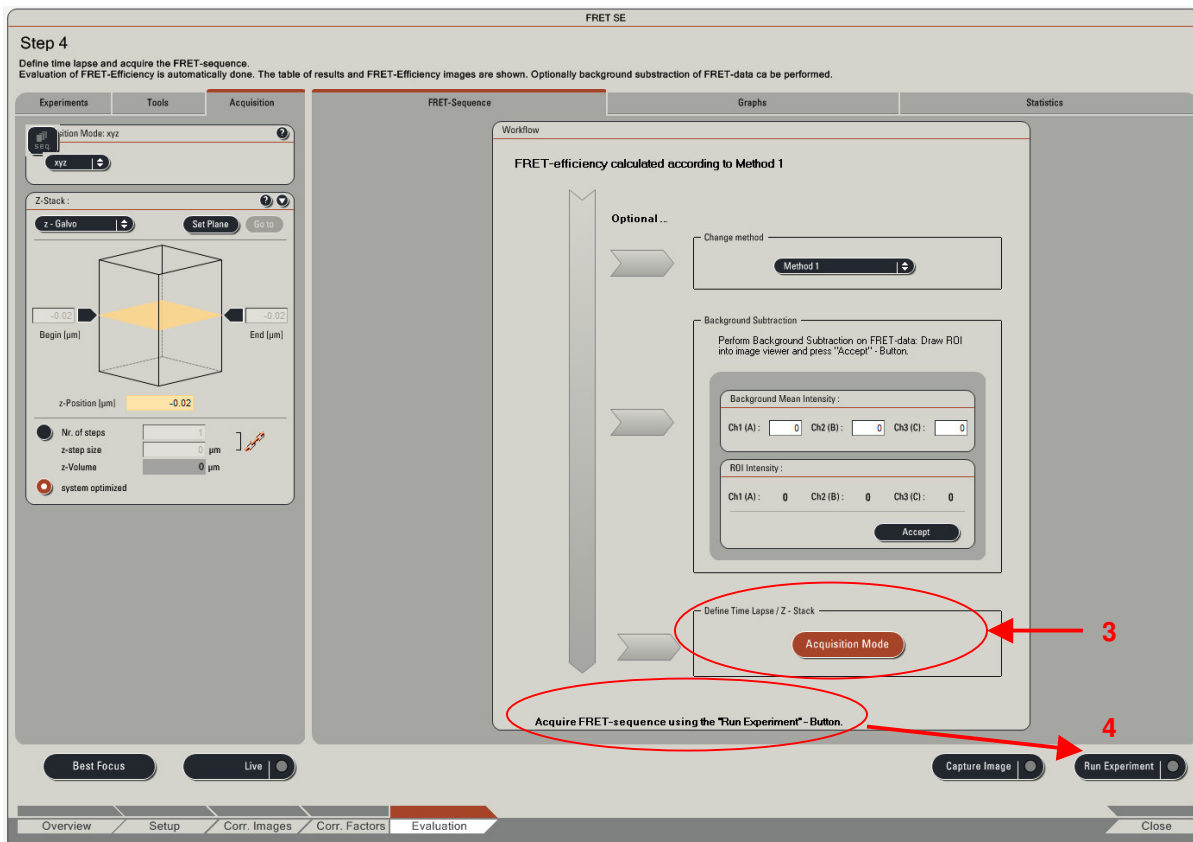 FRET SE
Step 4
Define time lapse and acquire the FRET-sequence.
Evaluation of FRET-Efficiency is automatically done. The table of results and FRET-Efficiency images are shown. Optionally background substraction of FRET-data ca be performed.
Experiments Tools Acquisition
FRET-Sequence Graphs Statistics
seq.
sition Mode: xyz
xyz
Z-Stack :
z - Galvo Set Plane Go to
-0.02 -0.02
Begin [µm] End [µm]
z-Position [µm] -0.02
Nr. of steps 1
z-step size 0 µm
z-Volume 0 µm
system optimized
Workflow
FRET-efficiency calculated according to Method 1
Optional ...
Change method
Method 1
Background Subtraction
Perform Background Subtraction on FRET-data: Draw ROI
into image viewer and press "Accept" - Button.
Background Mean Intensity :
Ch1 (A) : 0 Ch2 (B) : 0 Ch3 (C) : 0
ROI Intensity :
Ch1 (A) : 0 Ch2 (B) : 0 Ch3 (C) : 0
Accept
Define Time Lapse / Z - Stack
Acquisition Mode
3
Acquire FRET-sequence using the "Run Experiment" - Button.
4
Best Focus Live Capture Image Run Experiment
Overview Setup Corr. Images Corr. Factors Evaluation Close